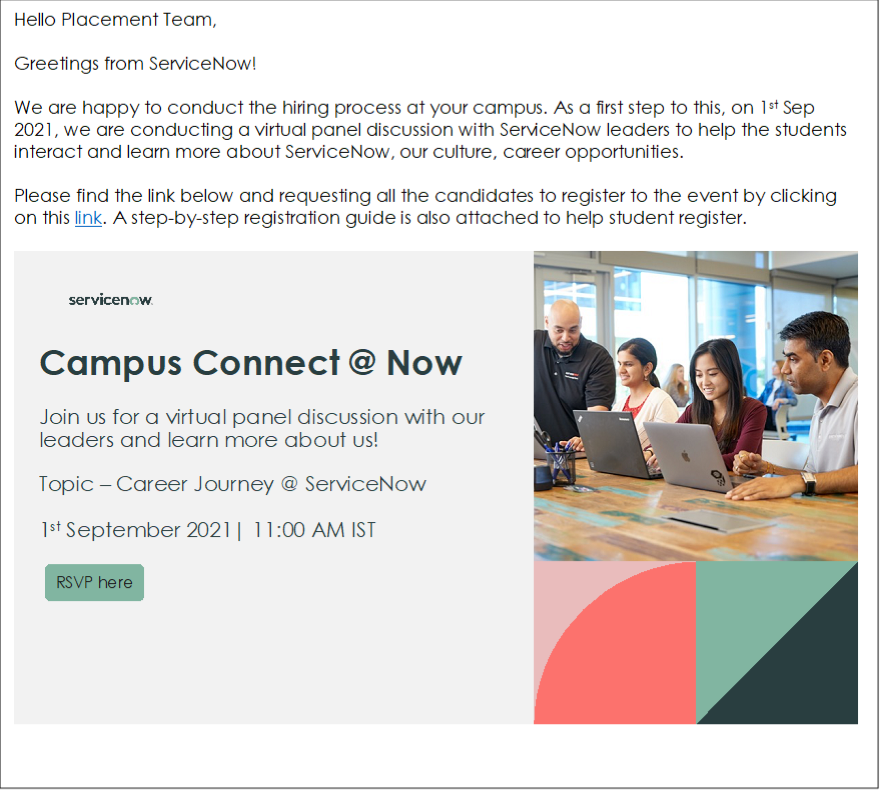 Hello Placement Team,
Greetings from ServiceNow!
We are happy to conduct the hiring process at your campus. As a first step to this, on 1st Sep
2021, we are conducting a virtual panel discussion with ServiceNow leaders to help the students
interact and learn more about ServiceNow, our culture, career opportunities.
Please find the link below and requesting all the candidates to register to the event by clicking
on this link. A step-by-step registration guide is also attached to help student register.
servicenow
Campus Connect @ Now
Join us for a virtual panel discussion with our
leaders and learn more about us!
Topic – Career Journey @ ServiceNow
1st September 2021| 11:00 AM IST
RSVP here